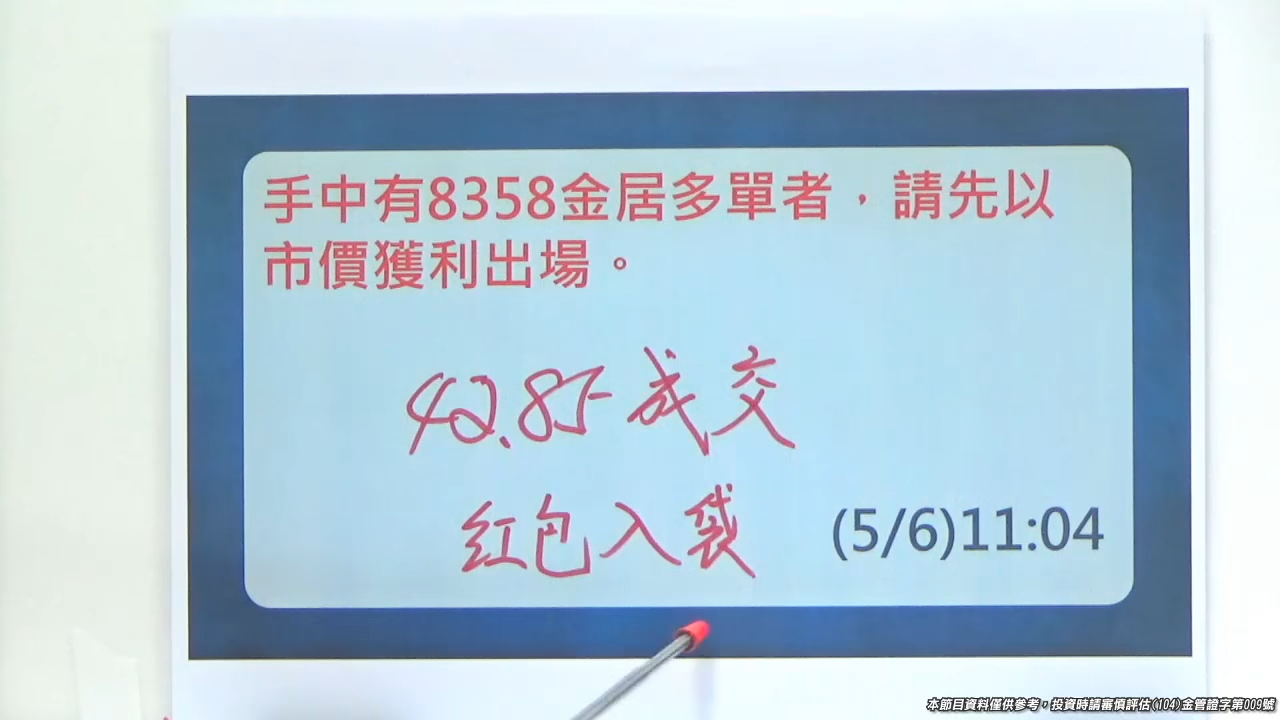 手中有8358金居多單者，請先以
市價獲利出場。
42.85成交
紅包入袋
(5/6)11:04
本節目資料僅供參考，投資時請審慎評估(104)金管證字第009號